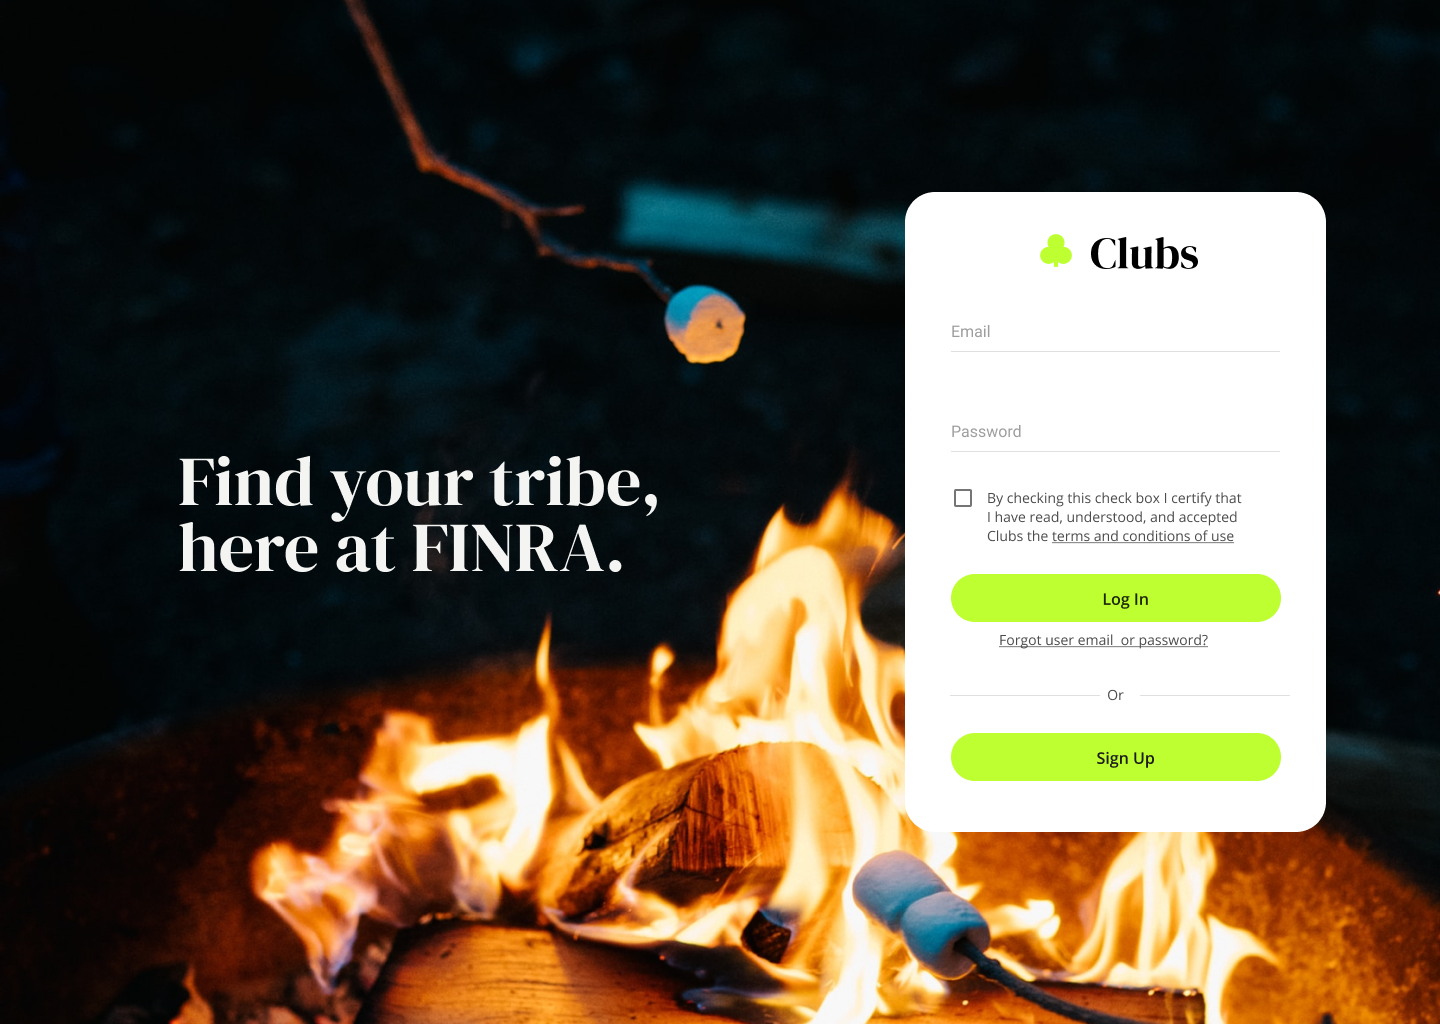 Find your tribe,
here at FINRA.
Clubs
Email
Password
By checking this check box I certify that
I have read, understood, and accepted
Clubs the terms and conditions of use
Log In
Forgot user email  or password?
Or
Sign Up